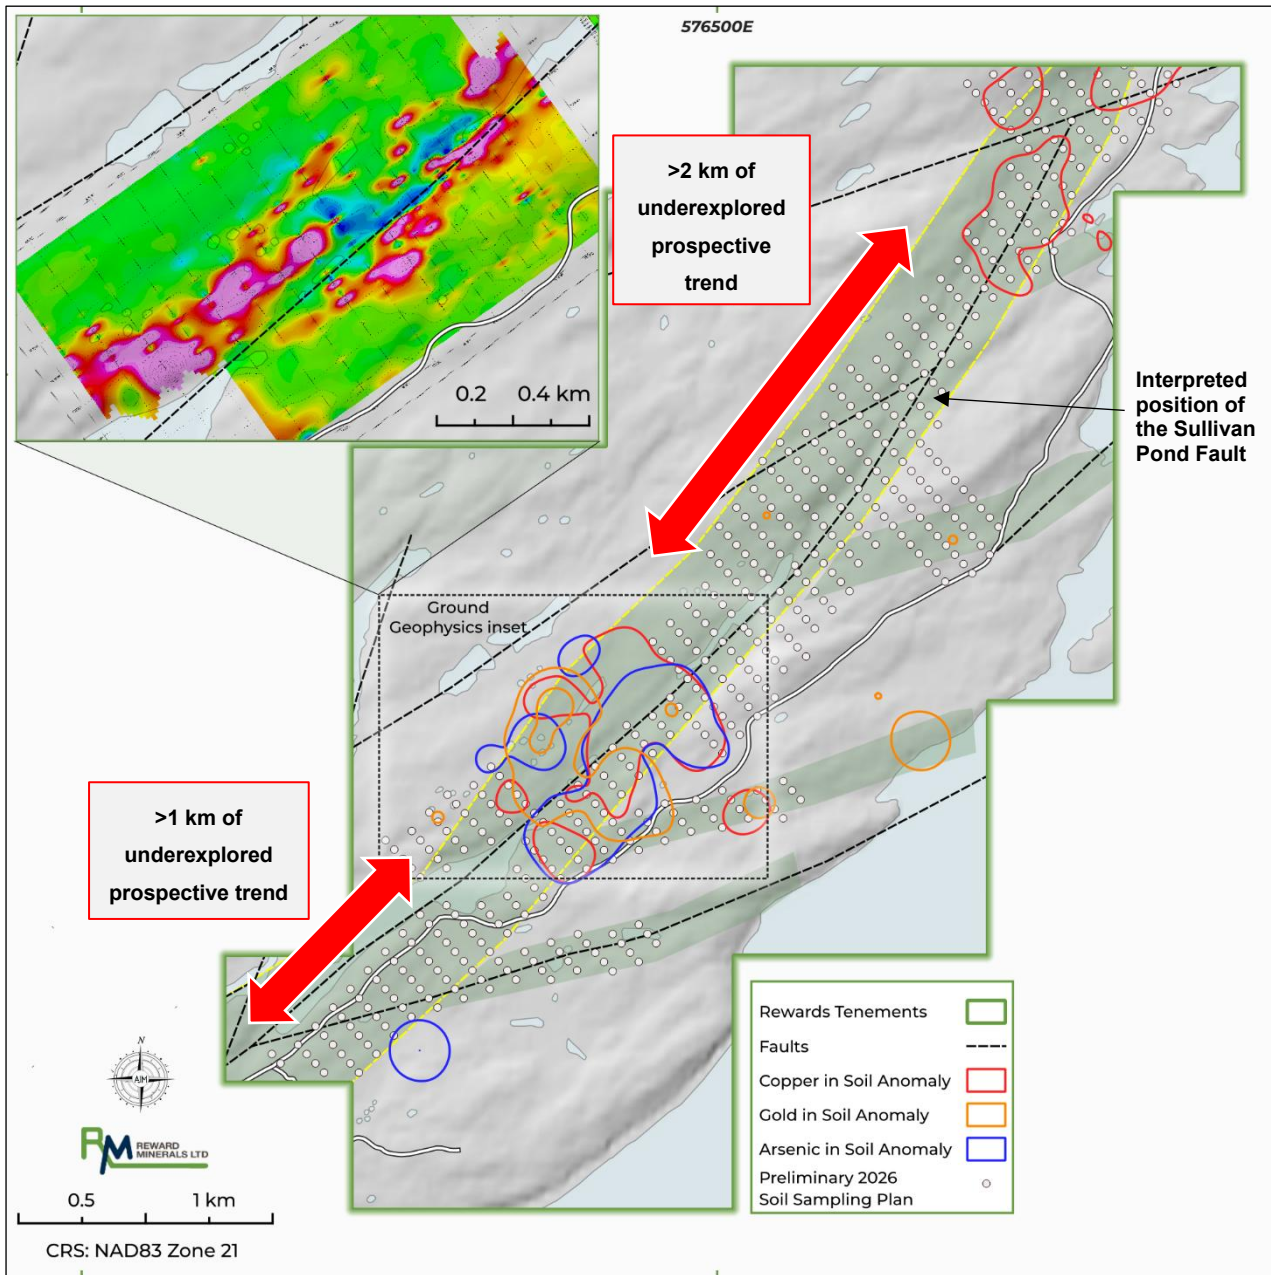 576500E
>2 km of
underexplored
prospective
trend
0.2 0.4 km
Interpreted
position of
the Sullivan
Pond Fault
Ground
Geophysics inset
>1 km of
underexplored
prospective trend
Rewards Tenements
Faults
Copper in Soil Anomaly
Gold in Soil Anomaly
Arsenic in Soil Anomaly
Preliminary 2026
Soil Sampling Plan
N
AIM
RM REWARD
MINERALS LTD
0.5 1 km
CRS: NAD83 Zone 21